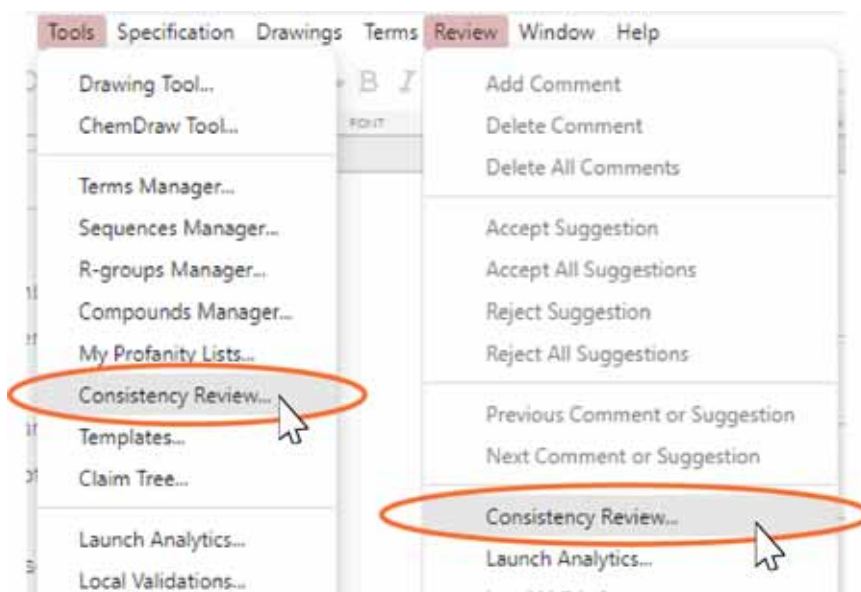 Tools Specification Drawings Terms Review Window Help
Drawing Tool...
ChemDraw Tool...
Terms Manager...
Sequences Manager...
R-groups Manager...
Compounds Manager...
My Profanity Lists...
Consistency Review...
Templates...
Claim Tree...
Launch Analytics...
Local Validations...
B I
FONT
Add Comment
Delete Comment
Delete All Comments
Accept Suggestion
Accept All Suggestions
Reject Suggestion
Reject All Suggestions
Previous Comment or Suggestion
Next Comment or Suggestion
Consistency Review...
Launch Analytics...